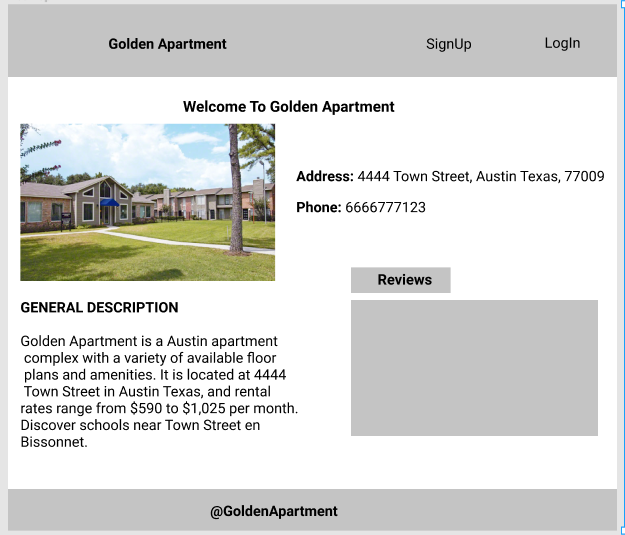 Golden Apartment
SignUp
LogIn
Welcome To Golden Apartment
Address: 4444 Town Street, Austin Texas, 77009
Phone: 6666777123
Reviews
GENERAL DESCRIPTION
Golden Apartment is a Austin apartment
complex with a variety of available floor
plans and amenities. It is located at 4444
Town Street in Austin Texas, and rental
rates range from $590 to $1,025 per month.
Discover schools near Town Street en
Bissonnet.
@GoldenApartment